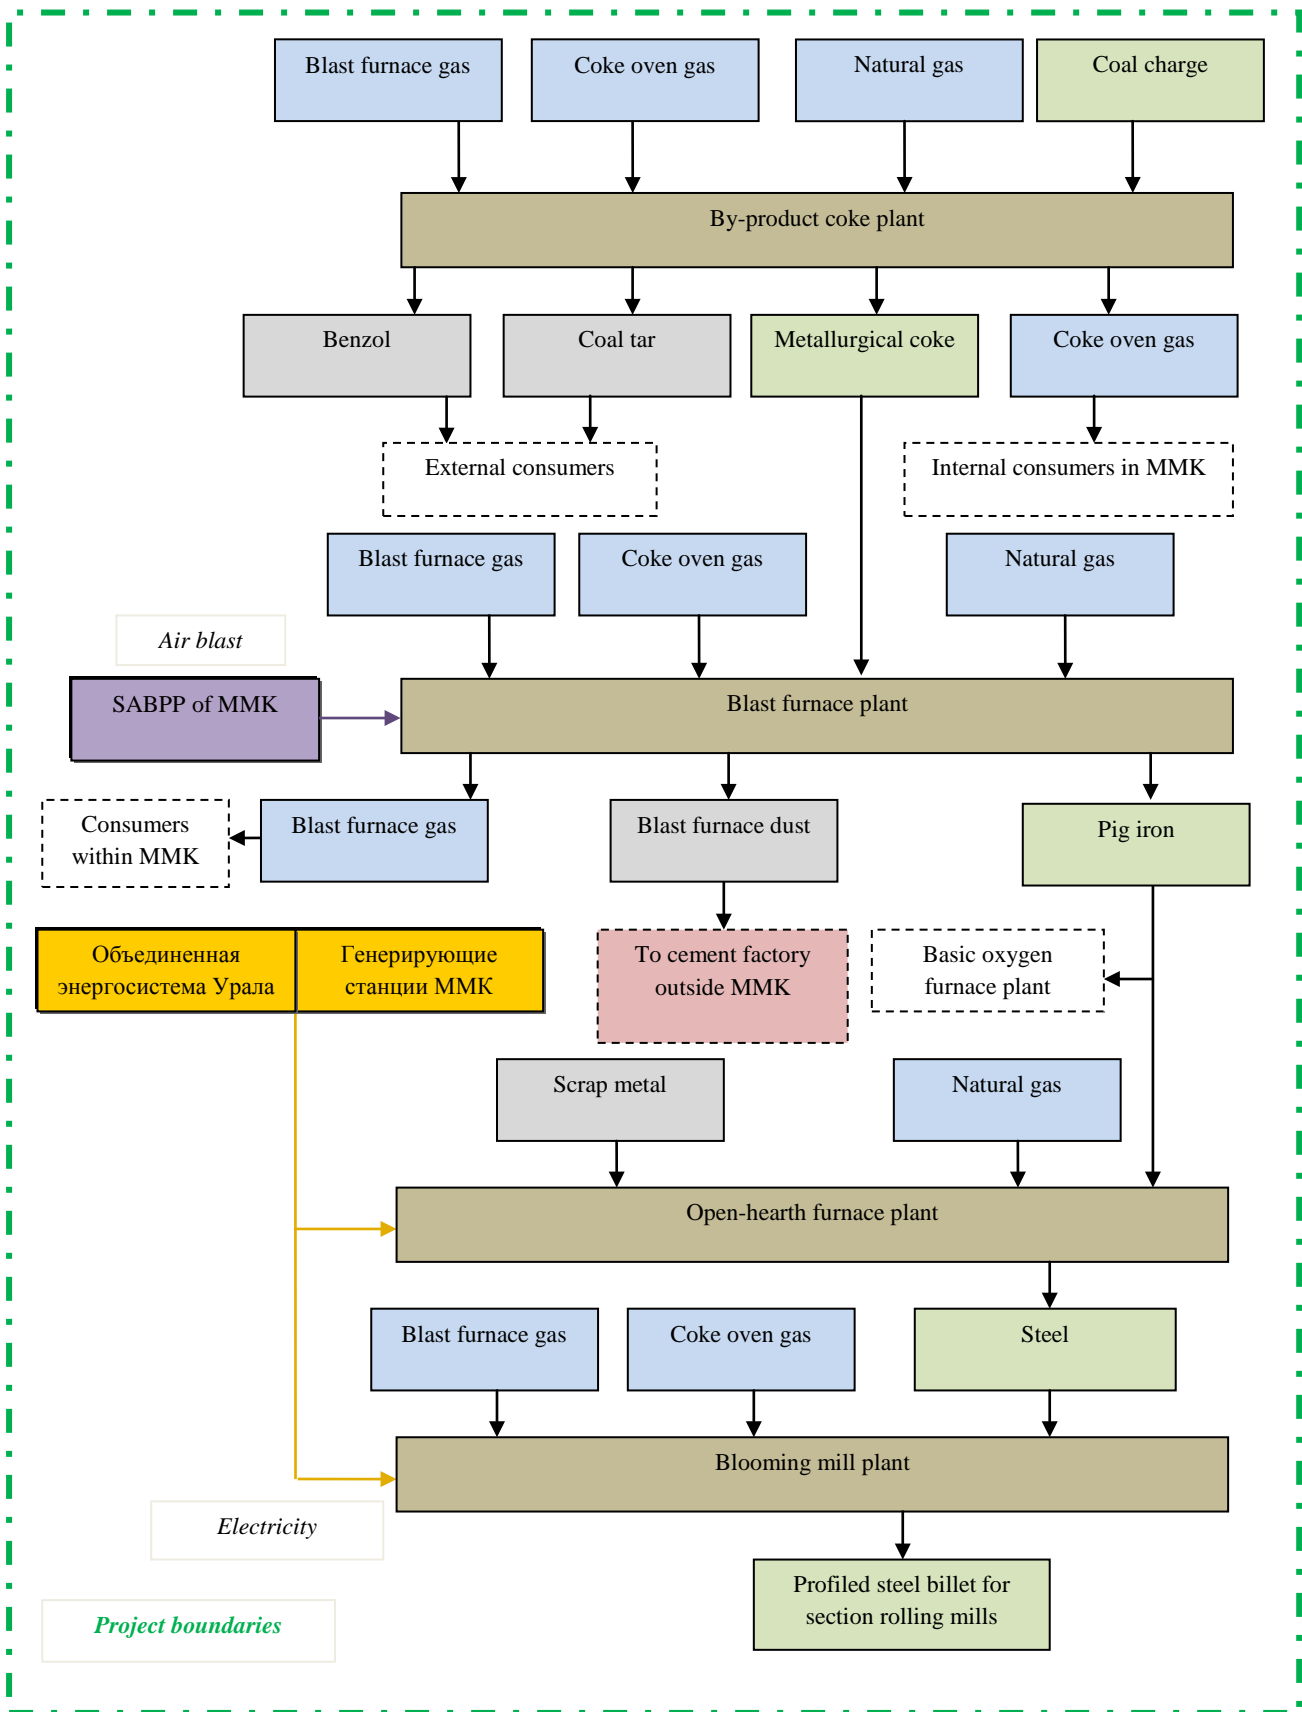 Blast furnace gas
Coke oven gas
Natural gas
Coal charge
By-product coke plant
Benzol
Coal tar
Metallurgical coke
Coke oven gas
External consumers
Internal consumers in MMK
Blast furnace gas
Coke oven gas
Natural gas
Air blast
SABPP of MMK
Blast furnace plant
Consumers
within MMK
Blast furnace gas
Blast furnace dust
Pig iron
Объединенная
энергосистема Урала
Генерирующие
станции ММК
To cement factory
outside MMK
Basic oxygen
furnace plant
Scrap metal
Natural gas
Open-hearth furnace plant
Blast furnace gas
Coke oven gas
Steel
Blooming mill plant
Electricity
Profiled steel billet for
section rolling mills
Project boundaries